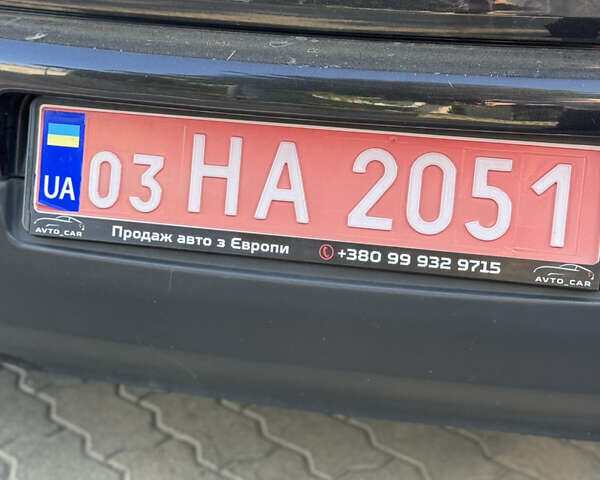 UA 03 HA 2051
AVTO_CAR Продаж авто з Європи +380 99 932 9715 AVTO_CAR